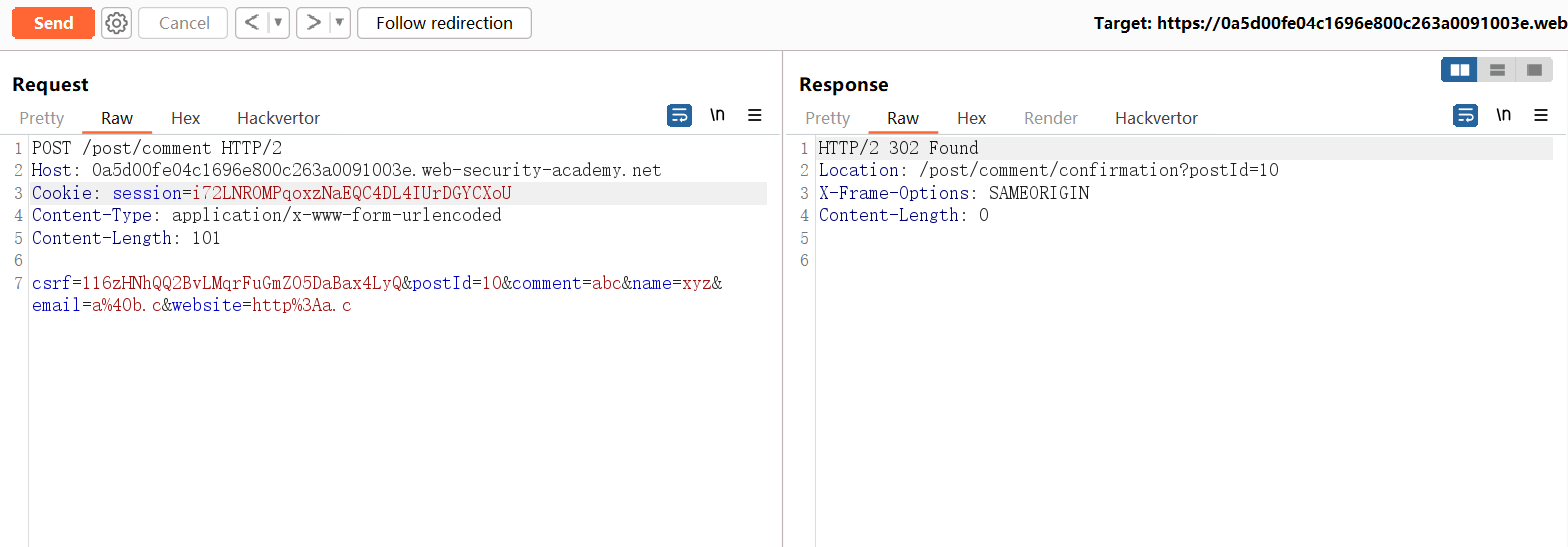 Send Cancel < ▼ > ▼ Follow redirection Target: https://0a5d00fe04c1696e800c263a0091003e.web
Request
Pretty Raw Hex Hackvertor \n
1 POST /post/comment HTTP/2
2 Host: 0a5d00fe04c1696e800c263a0091003e.web-security-academy.net
3 Cookie: session=i72LNROMPqoxzNaEQC4DL4IUrDGYCXoU
4 Content-Type: application/x-www-form-urlencoded
5 Content-Length: 101
6
7 csrf=116zHNhQQ2BvLMqrFuGmZO5DaBax4LyQ&postId=10&comment=abc&name=xyz&
email=a%40b.c&website=http%3Aa.c
Response
Pretty Raw Hex Render Hackvertor \n
1 HTTP/2 302 Found
2 Location: /post/comment/confirmation?postId=10
3 X-Frame-Options: SAMEORIGIN
4 Content-Length: 0
5
6